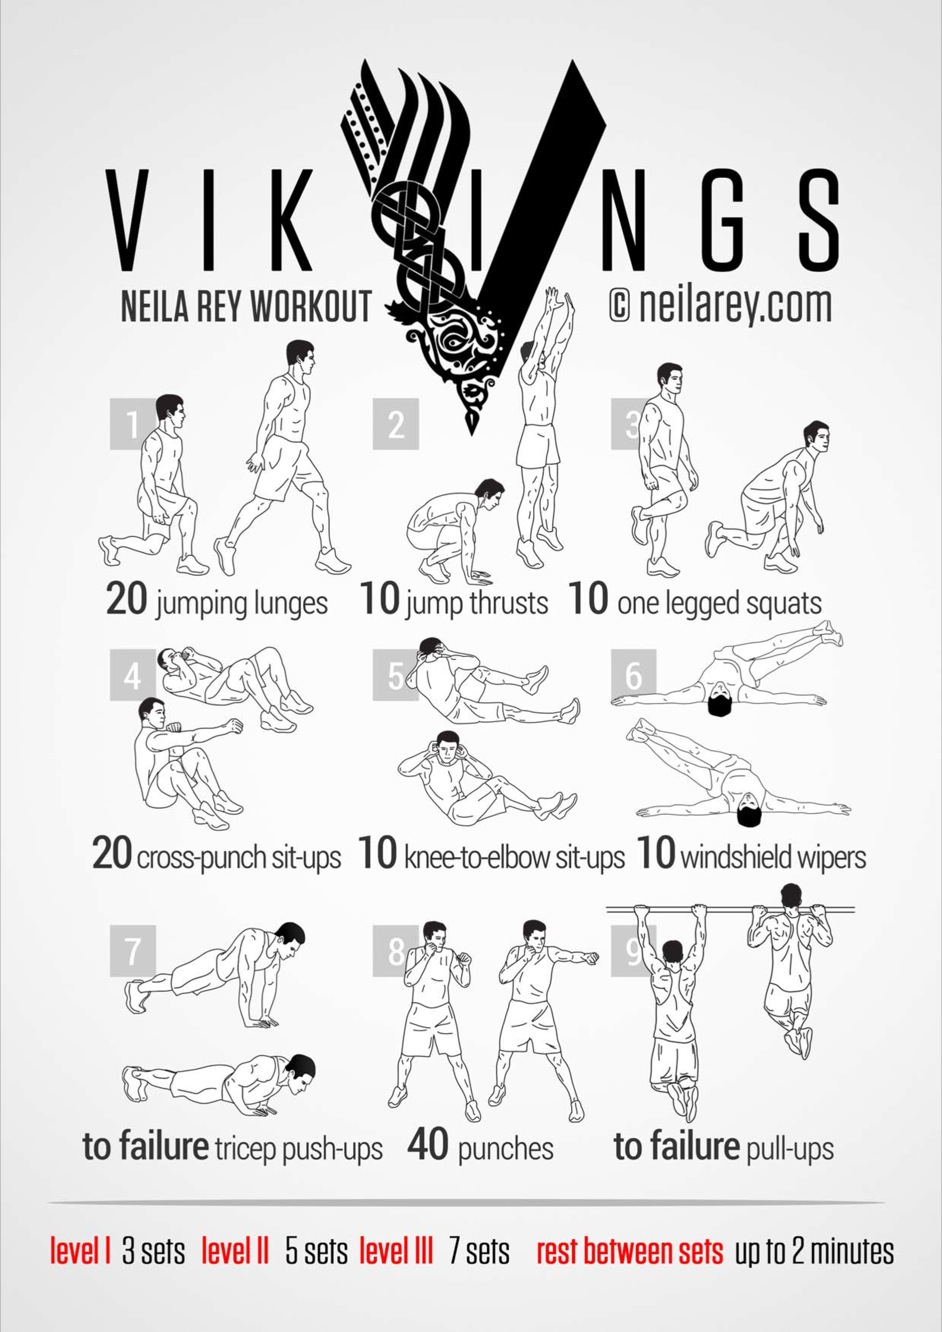 VIKINGS
NEILA REY WORKOUT
© neilarey.com
1
2
3
20 jumping lunges
10 jump thrusts
10 one legged squats
4
5
6
20 cross-punch sit-ups
10 knee-to-elbow sit-ups
10 windshield wipers
7
8
9
to failure tricep push-ups
40 punches
to failure pull-ups
level I 3 sets level II 5 sets level III 7 sets rest between sets up to 2 minutes